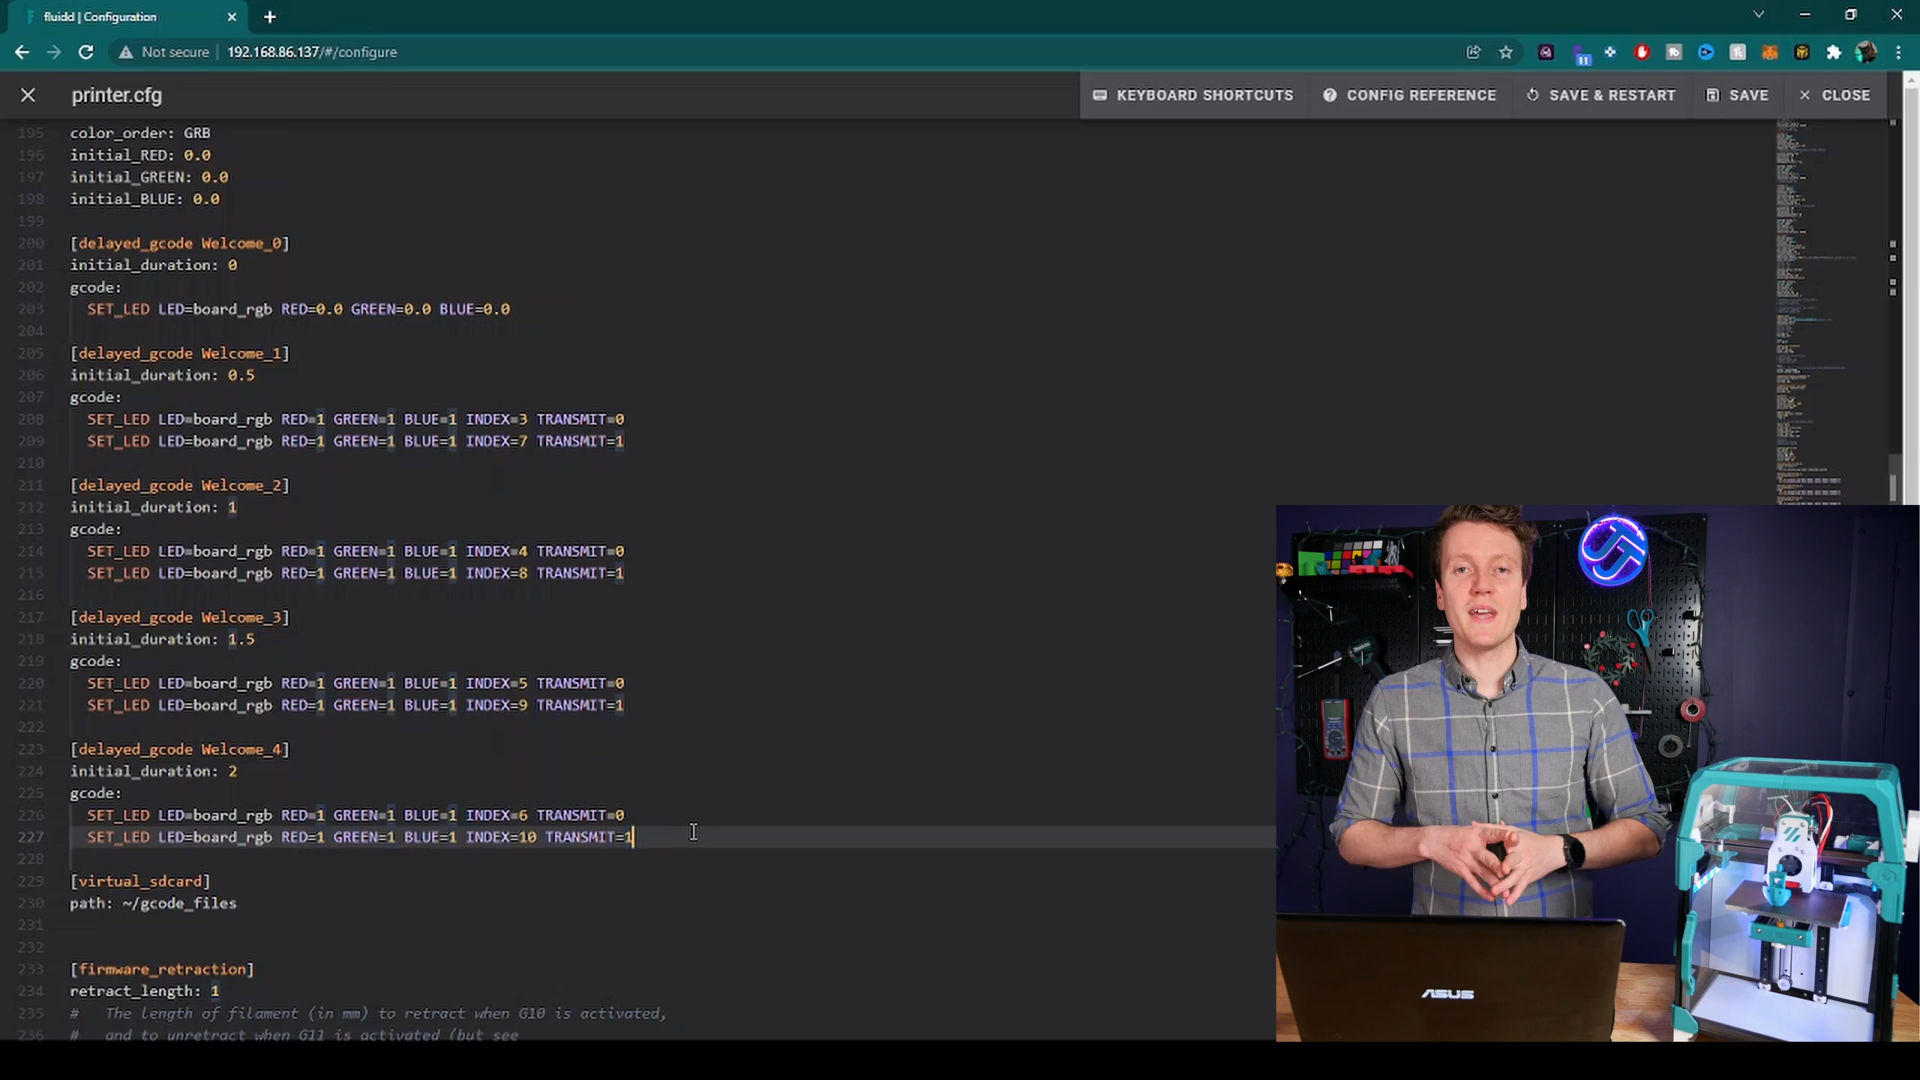 fluidd | Configuration
Not secure
192.168.86.137/#/configure
11
printer.cfg
KEYBOARD SHORTCUTS
CONFIG REFERENCE
SAVE & RESTART
SAVE
CLOSE
195 color_order: GRB
196 initial_RED: 0.0
197 initial_GREEN: 0.0
198 initial_BLUE: 0.0
199
200 [delayed_gcode Welcome_0]
201 initial_duration: 0
202 gcode:
203 SET_LED LED=board_rgb RED=0.0 GREEN=0.0 BLUE=0.0
204
205 [delayed_gcode Welcome_1]
206 initial_duration: 0.5
207 gcode:
208 SET_LED LED=board_rgb RED=1 GREEN=1 BLUE=1 INDEX=3 TRANSMIT=0
209 SET_LED LED=board_rgb RED=1 GREEN=1 BLUE=1 INDEX=7 TRANSMIT=1
210
211 [delayed_gcode Welcome_2]
212 initial_duration: 1
213 gcode:
214 SET_LED LED=board_rgb RED=1 GREEN=1 BLUE=1 INDEX=4 TRANSMIT=0
215 SET_LED LED=board_rgb RED=1 GREEN=1 BLUE=1 INDEX=8 TRANSMIT=1
216
217 [delayed_gcode Welcome_3]
218 initial_duration: 1.5
219 gcode:
220 SET_LED LED=board_rgb RED=1 GREEN=1 BLUE=1 INDEX=5 TRANSMIT=0
221 SET_LED LED=board_rgb RED=1 GREEN=1 BLUE=1 INDEX=9 TRANSMIT=1
222
223 [delayed_gcode Welcome_4]
224 initial_duration: 2
225 gcode:
226 SET_LED LED=board_rgb RED=1 GREEN=1 BLUE=1 INDEX=6 TRANSMIT=0
227 SET_LED LED=board_rgb RED=1 GREEN=1 BLUE=1 INDEX=10 TRANSMIT=1
228
229 [virtual_sdcard]
230 path: ~/gcode_files
231
232
233 [firmware_retraction]
234 retract_length: 1
235 # The length of filament (in mm) to retract when G10 is activated,
236 # and to unretract when G11 is activated (but see
ASUS